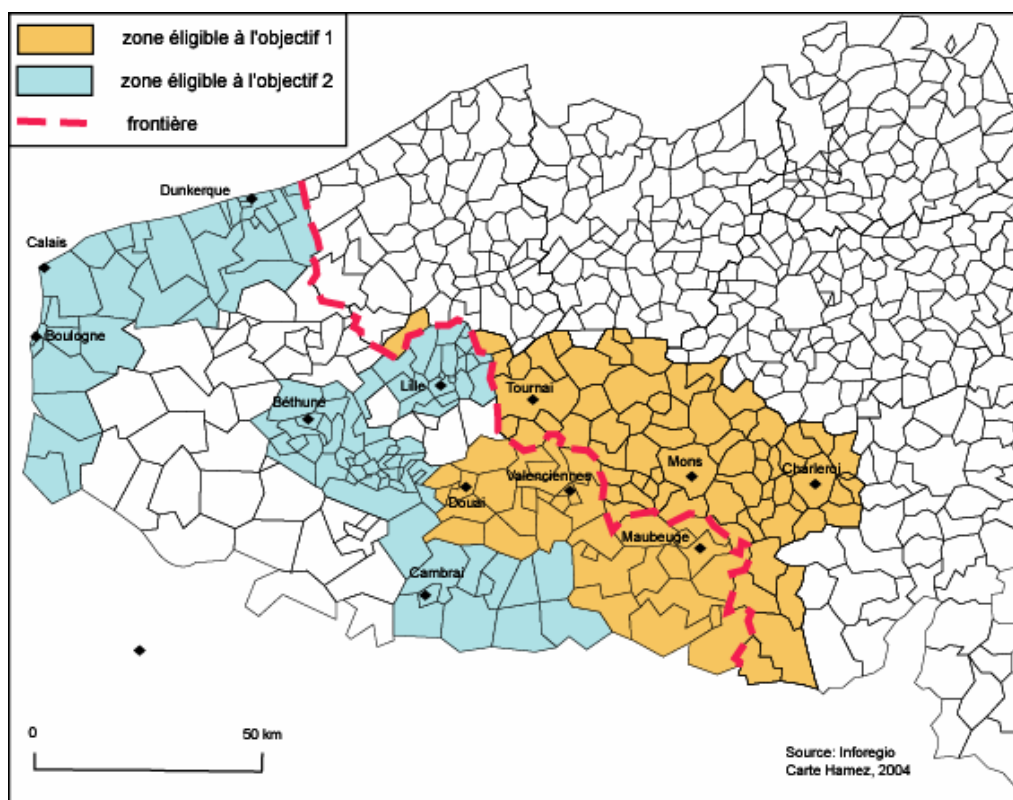 zone éligible à l'objectif 1
zone éligible à l'objectif 2
frontière
Dunkerque
Calais
Boulogne
Lille
Béthune
Tournai
Mons
Charleroi
Valenciennes
Douai
Maubeuge
Cambrai
0 50 km
Source: Inforegio
Carte Hamez, 2004